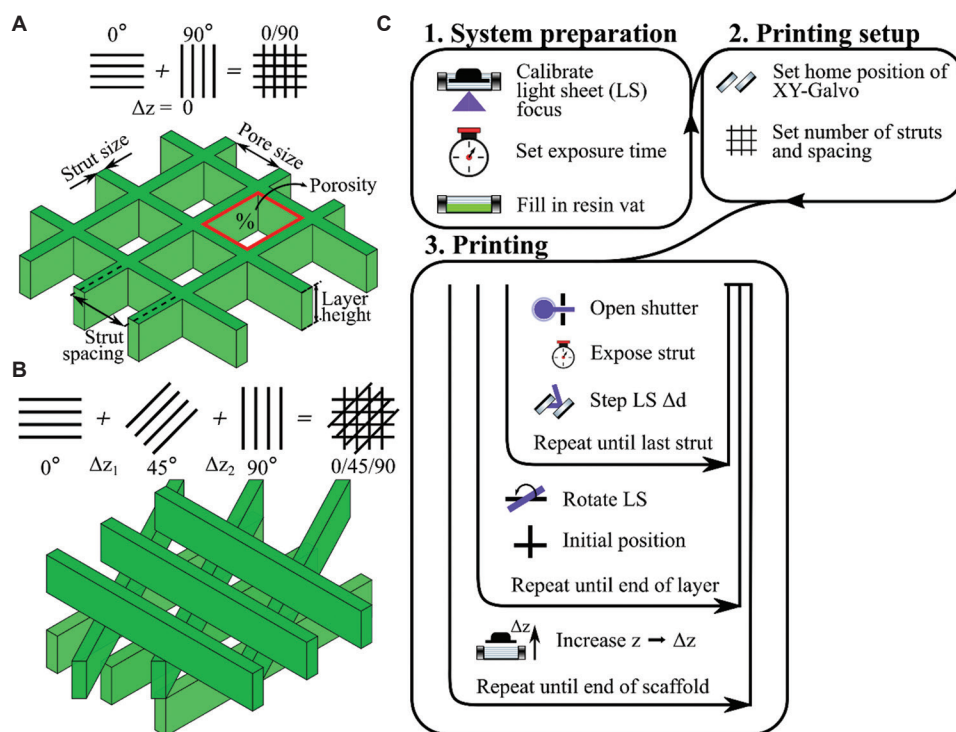 A
0° 90° 0/90
+ =
Δz = 0
Strut size
Pore size
Porosity
%
Layer
height
Strut
spacing
B
+ + =
0° Δz₁ 45° Δz₂ 90° 0/45/90
C
1. System preparation
Calibrate
light sheet (LS)
focus
Set exposure time
Fill in resin vat
2. Printing setup
Set home position of
XY-Galvo
Set number of struts
and spacing
3. Printing
Open shutter
Expose strut
Step LS Δd
Repeat until last strut
Rotate LS
Initial position
Repeat until end of layer
Δz
Increase z → Δz
Repeat until end of scaffold